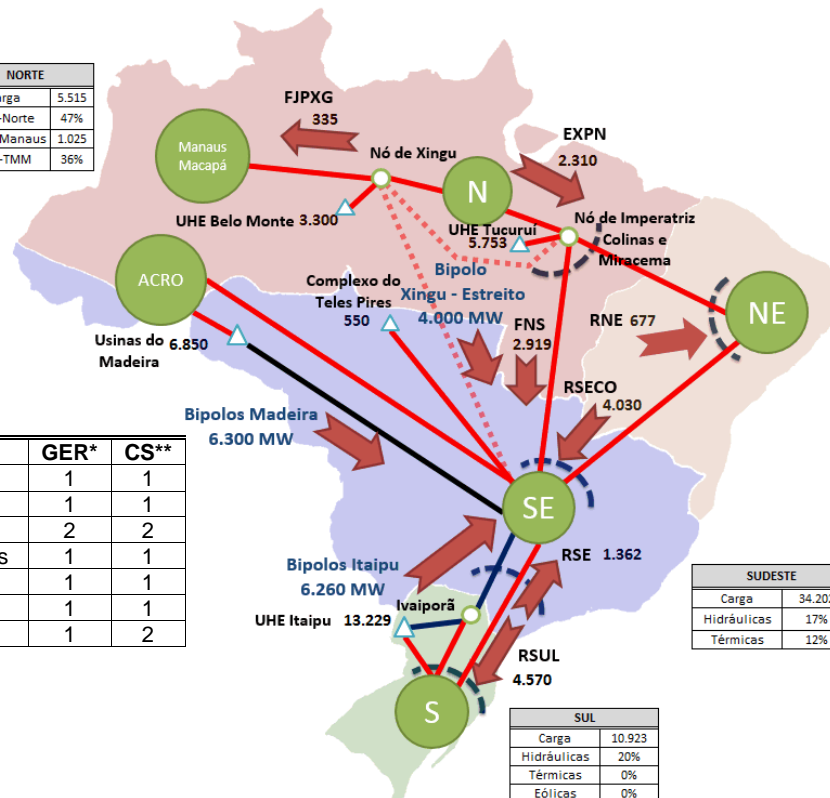 NORTE
5.515
-Norte 47%
Manaus 1.025
-TMM 36%
FJPXG
335
Manaus
Macapá
Nó de Xingu
EXPN
2.310
N
UHE Belo Monte 3.300
UHE Tucuruí
5.753
Nó de Imperatriz
Colinas e
Miracema
ACRO
Complexo do
Teles Pires
550
Bipolo
Xingu - Estreito
4.000 MW
FNS
2.919
RNE 677
NE
Usinas do
Madeira
6.850
RSECO
4.030
Bipolos Madeira
6.300 MW
GER* CS**
1 1
1 1
2 2
s 1 1
1 1
1 1
1 2
SE
RSE 1.362
Bipolos Itaipu
6.260 MW
Ivaiporã
UHE Itaipu 13.229
RSUL
4.570
S
SUDESTE
Carga 34.20
Hidráulicas 17%
Térmicas 12%
SUL
Carga 10.923
Hidráulicas 20%
Térmicas 0%
Eólicas 0%